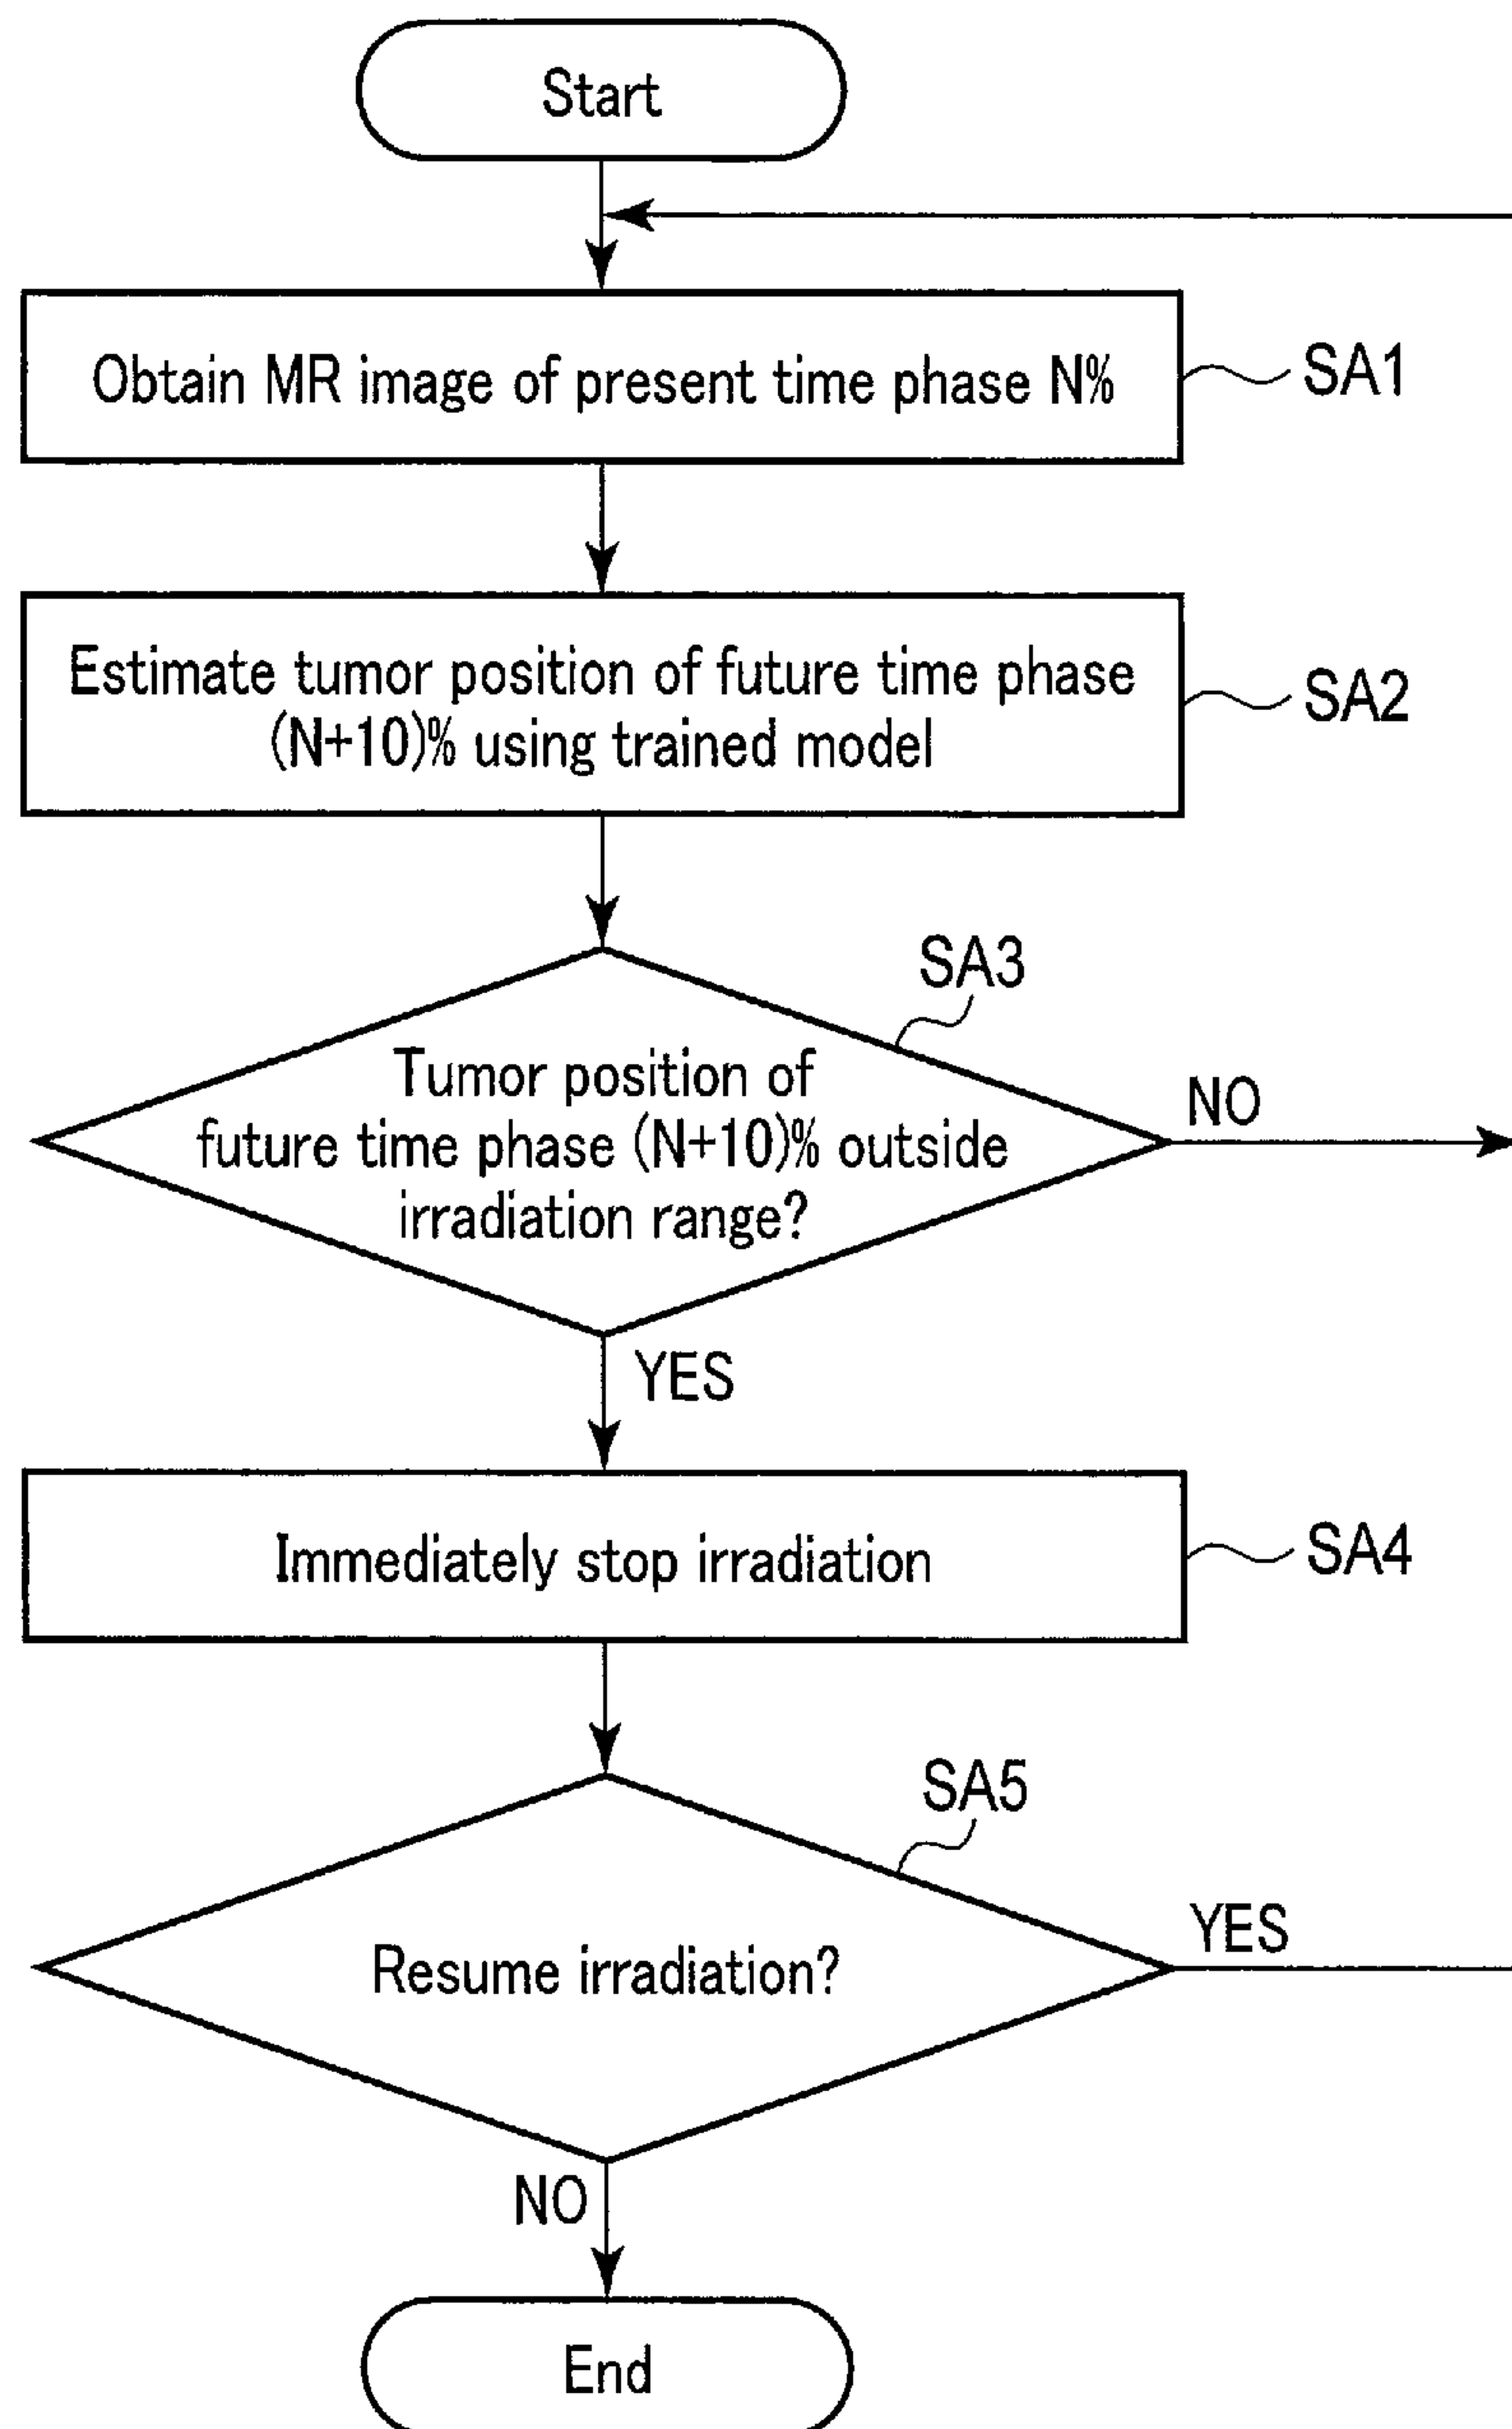 Start
Obtain MR image of present time phase N%
SA1
Estimate tumor position of future time phase
(N+10)% using trained model
SA2
SA3
Tumor position of
future time phase (N+10)% outside
irradiation range?
NO
YES
Immediately stop irradiation
SA4
SA5
Resume irradiation?
YES
NO
End